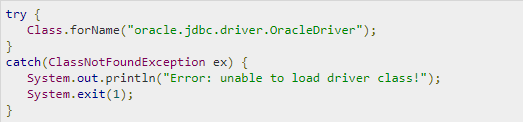 try {
   Class.forName("oracle.jdbc.driver.OracleDriver");
}
catch(ClassNotFoundException ex) {
   System.out.println("Error: unable to load driver class!");
   System.exit(1);
}